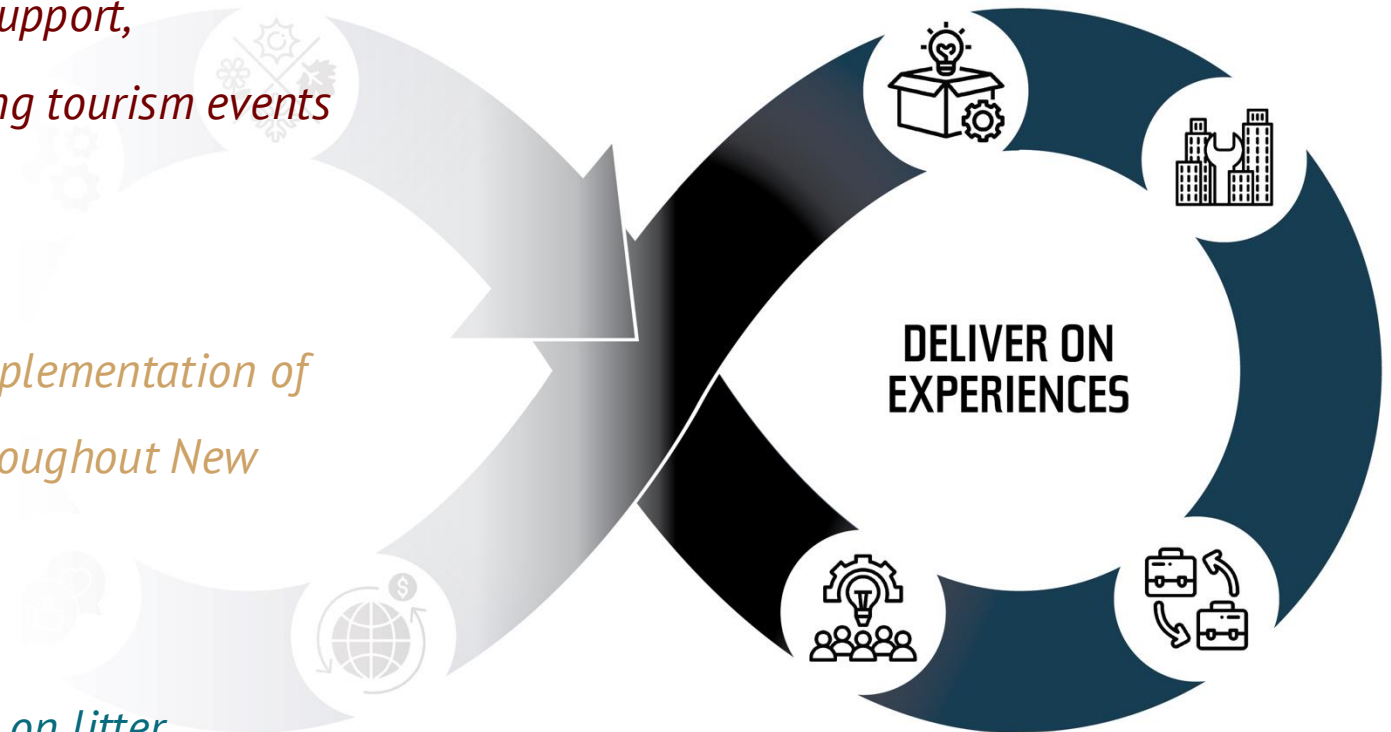 upport,
ng tourism events
plementation of
oughout New
on litter
DELIVER ON
EXPERIENCES
$